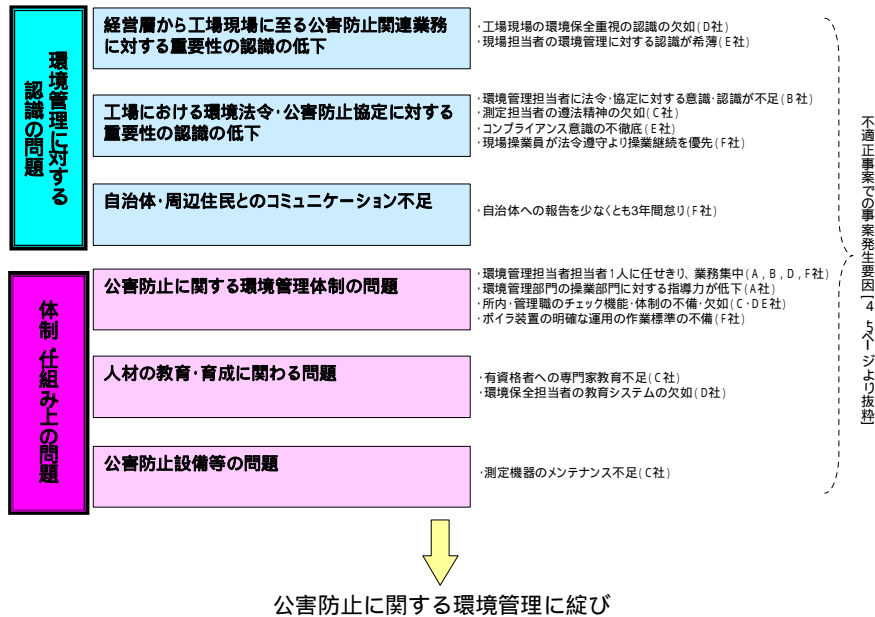 環境管理に対する
認識の問題
経営層から工場現場に至る公害防止関連業務
に対する重要性の認識の低下
・工場現場の環境保全重視の認識の欠如(D社)
・現場担当者の環境管理に対する認識が希薄(E社)
工場における環境法令・公害防止協定に対する
重要性の認識の低下
・環境管理担当者に法令・協定に対する意識・認識が不足(B社)
・測定担当者の遵法精神の欠如(C社)
・コンプライアンス意識の不徹底(E社)
・現場操業員が法令遵守より操業継続を優先(F社)
自治体・周辺住民とのコミュニケーション不足
・自治体への報告を少なくとも3年間怠り(F社)
体制・仕組み上の問題
公害防止に関する環境管理体制の問題
・環境管理担当者担当者1人に任せきり、業務集中(A,B,D,F社)
・環境管理部門の操業部門に対する指導力が低下(A社)
・所内・管理職のチェック機能・体制の不備・欠如(C・DE社)
・ボイラ装置の明確な運用の作業標準の不備(F社)
人材の教育・育成に関わる問題
・有資格者への専門家教育不足(C社)
・環境保全担当者の教育システムの欠如(D社)
公害防止設備等の問題
・測定機器のメンテナンス不足(C社)
不適正事案での事案発生要因[4,5ページより抜粋]
公害防止に関する環境管理に綻び